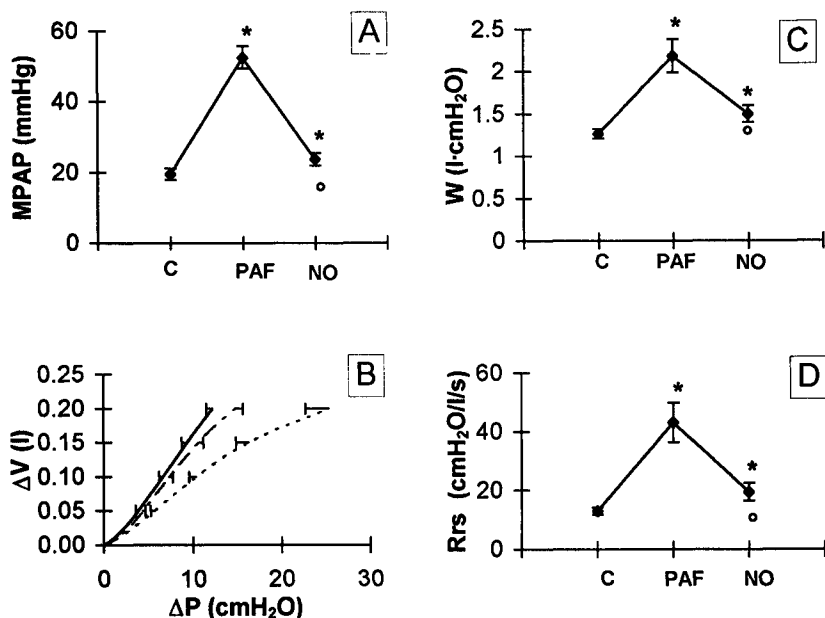 A
MPAP (mmHg)
60
40
20
0
*
*
°
C PAF NO
C
W (l·cmH₂O)
2.5
2
1.5
1
0.5
0
*
*
°
C PAF NO
B
ΔV (l)
0.25
0.20
0.15
0.10
0.05
0.00
0 10 20 30
ΔP (cmH₂O)
D
Rrs (cmH₂O/l/s)
60
40
20
0
*
*
°
C PAF NO